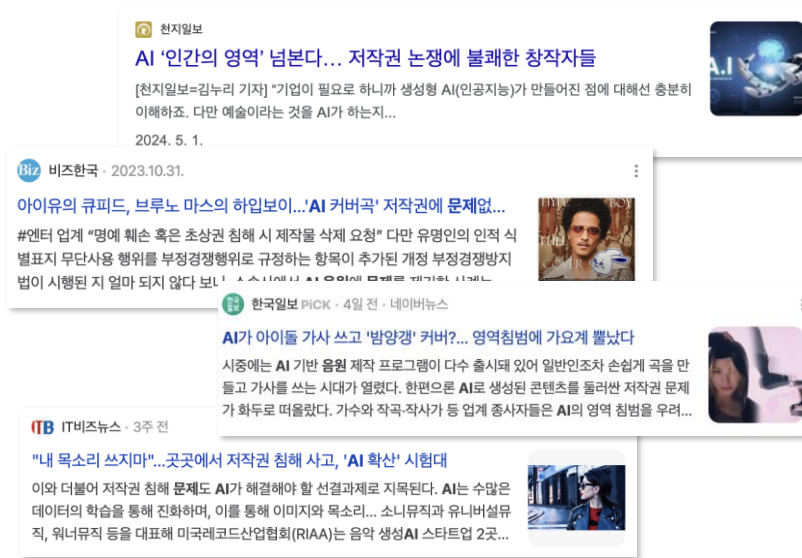 천지일보
AI ‘인간의 영역’ 넘본다… 저작권 논쟁에 불쾌한 창작자들
[천지일보=김누리 기자] “기업이 필요로 하니까 생성형 AI(인공지능)가 만들어진 점에 대해선 충분히
이해하죠. 다만 예술이라는 것을 AI가 하는지...
2024. 5. 1.
A.I
Biz 비즈한국 · 2023.10.31.
아이유의 큐피드, 브루노 마스의 하입보이...'AI 커버곡' 저작권에 문제없...
#엔터 업계 “명예 훼손 혹은 초상권 침해 시 제작물 삭제 요청” 다만 유명인의 인적 식
별표지 무단사용 행위를 부정경쟁행위로 규정하는 항목이 추가된 개정 부정경쟁방지
법이 시행된 지 얼마 되지 않다 보니
HYPE BOY
COVER
한국일보 PiCK · 4일 전 · 네이버뉴스
AI가 아이돌 가사 쓰고 '밤양갱' 커버?... 영역침범에 가요계 뿔났다
시중에는 AI 기반 음원 제작 프로그램이 다수 출시돼 있어 일반인조차 손쉽게 곡을 만
들고 가사를 쓰는 시대가 열렸다. 한편으론 AI로 생성된 콘텐츠를 둘러싼 저작권 문제
가 화두로 떠올랐다. 가수와 작곡·작사가 등 업계 종사자들은 AI의 영역 침범을 우려...
ITB IT비즈뉴스 · 3주 전
"내 목소리 쓰지마"...곳곳에서 저작권 침해 사고, 'AI 확산' 시험대
이와 더불어 저작권 침해 문제도 AI가 해결해야 할 선결과제로 지목된다. AI는 수많은
데이터의 학습을 통해 진화하며, 이를 통해 이미지와 목소리... 소니뮤직과 유니버설뮤
직, 워너뮤직 등을 대표해 미국레코드산업협회(RIAA)는 음악 생성AI 스타트업 2곳...